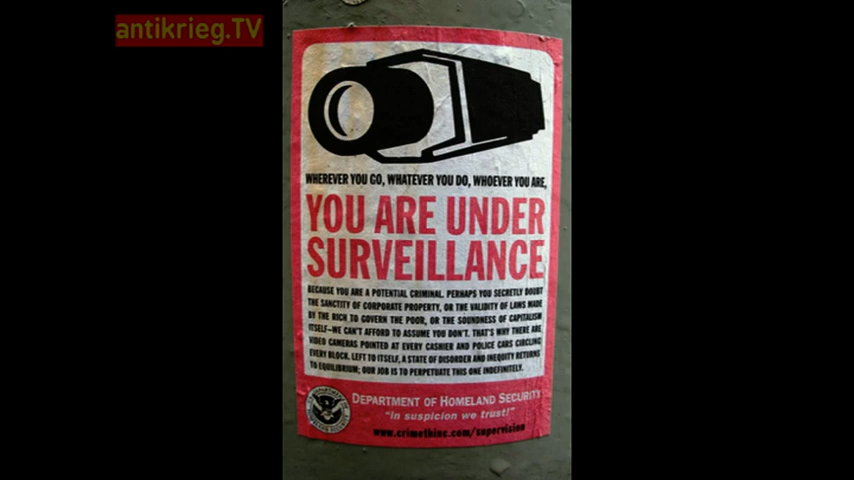 antikrieg.TV
WHEREVER YOU GO, WHATEVER YOU DO, WHOEVER YOU ARE,
YOU ARE UNDER
SURVEILLANCE
BECAUSE YOU ARE A POTENTIAL CRIMINAL. PERHAPS YOU SECRETLY DOUBT
THE SANCTITY OF CORPORATE PROPERTY, OR THE VALIDITY OF LAWS MADE
BY THE RICH TO GOVERN THE POOR, OR THE SOUNDNESS OF CAPITALISM
ITSELF—WE CAN'T AFFORD TO ASSUME YOU DON'T. THAT'S WHY THERE ARE
VIDEO CAMERAS POINTED AT EVERY CASHIER AND POLICE CARS CIRCLING
EVERY BLOCK. LEFT TO ITSELF, A STATE OF DISORDER AND INEQUITY RETURNS
TO EQUILIBRIUM; OUR JOB IS TO PERPETUATE THIS ONE INDEFINITELY.
DEPARTMENT OF HOMELAND SECURITY
"in suspicion we trust!"
www.crimethinc.com/supervision